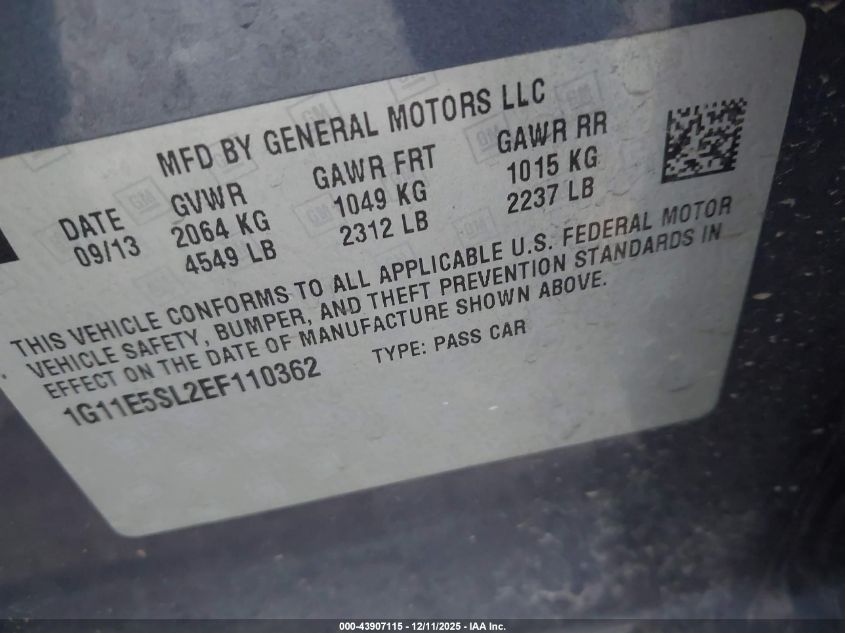 MFD BY GENERAL MOTORS LLC
DATE GVWR GAWR FRT GAWR RR
09/13 2064 KG 1049 KG 1015 KG
4549 LB 2312 LB 2237 LB
THIS VEHICLE CONFORMS TO ALL APPLICABLE U.S. FEDERAL MOTOR
VEHICLE SAFETY, BUMPER, AND THEFT PREVENTION STANDARDS IN
EFFECT ON THE DATE OF MANUFACTURE SHOWN ABOVE.
1G11E5SL2EF110362 TYPE: PASS CAR
000-43907115 - 12/11/2025 - IAA Inc.